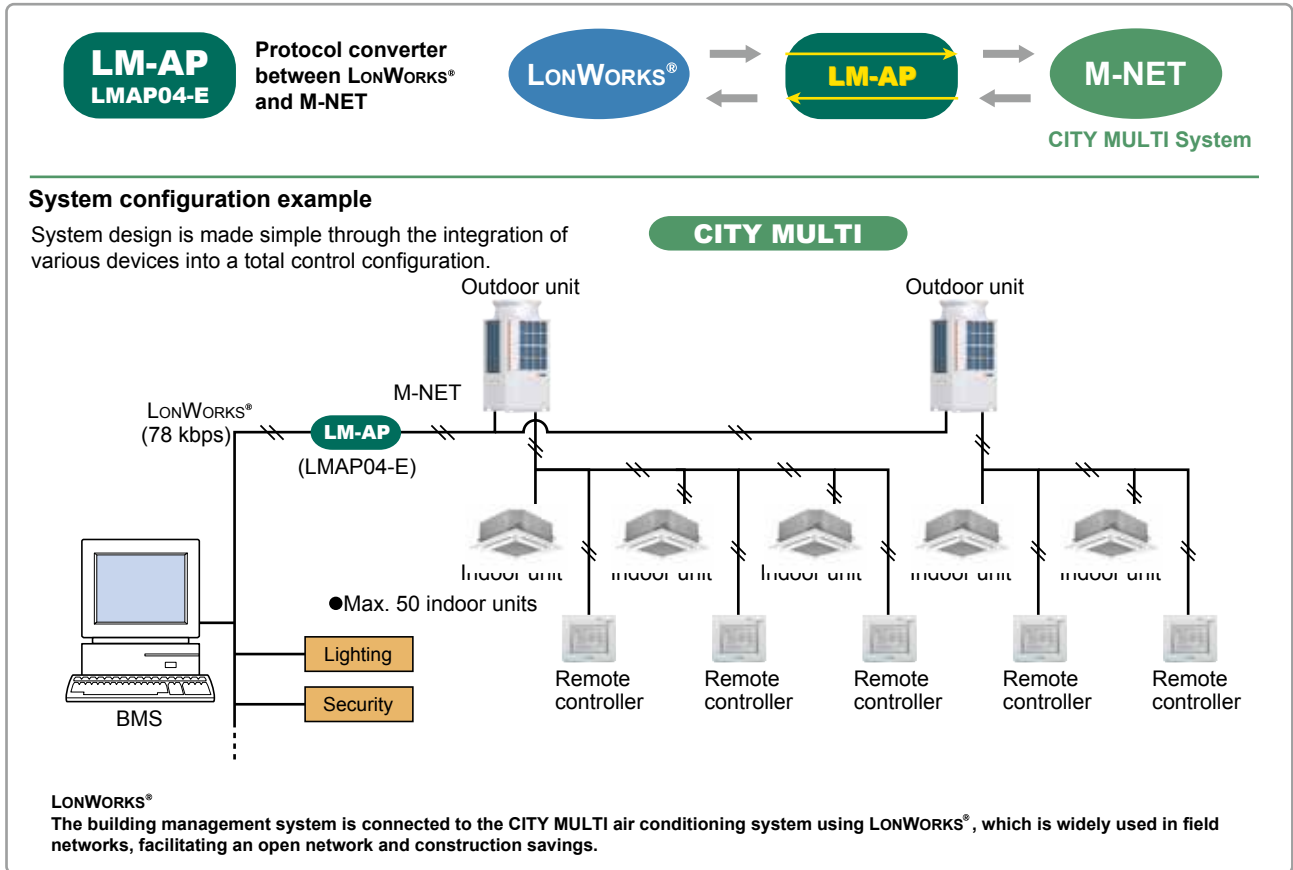 LM-AP
LMAP04-E
Protocol converter
between LONWORKS®
and M-NET
LONWORKS®
LM-AP
M-NET
CITY MULTI System
System configuration example
System design is made simple through the integration of
various devices into a total control configuration.
CITY MULTI
Outdoor unit
Outdoor unit
M-NET
LONWORKS®
(78 kbps)
LM-AP
(LMAP04-E)
Indoor unit
Indoor unit
Indoor unit
Indoor unit
Indoor unit
●Max. 50 indoor units
Lighting
Security
BMS
Remote
controller
Remote
controller
Remote
controller
Remote
controller
Remote
controller
LONWORKS®
The building management system is connected to the CITY MULTI air conditioning system using LONWORKS®, which is widely used in field
networks, facilitating an open network and construction savings.